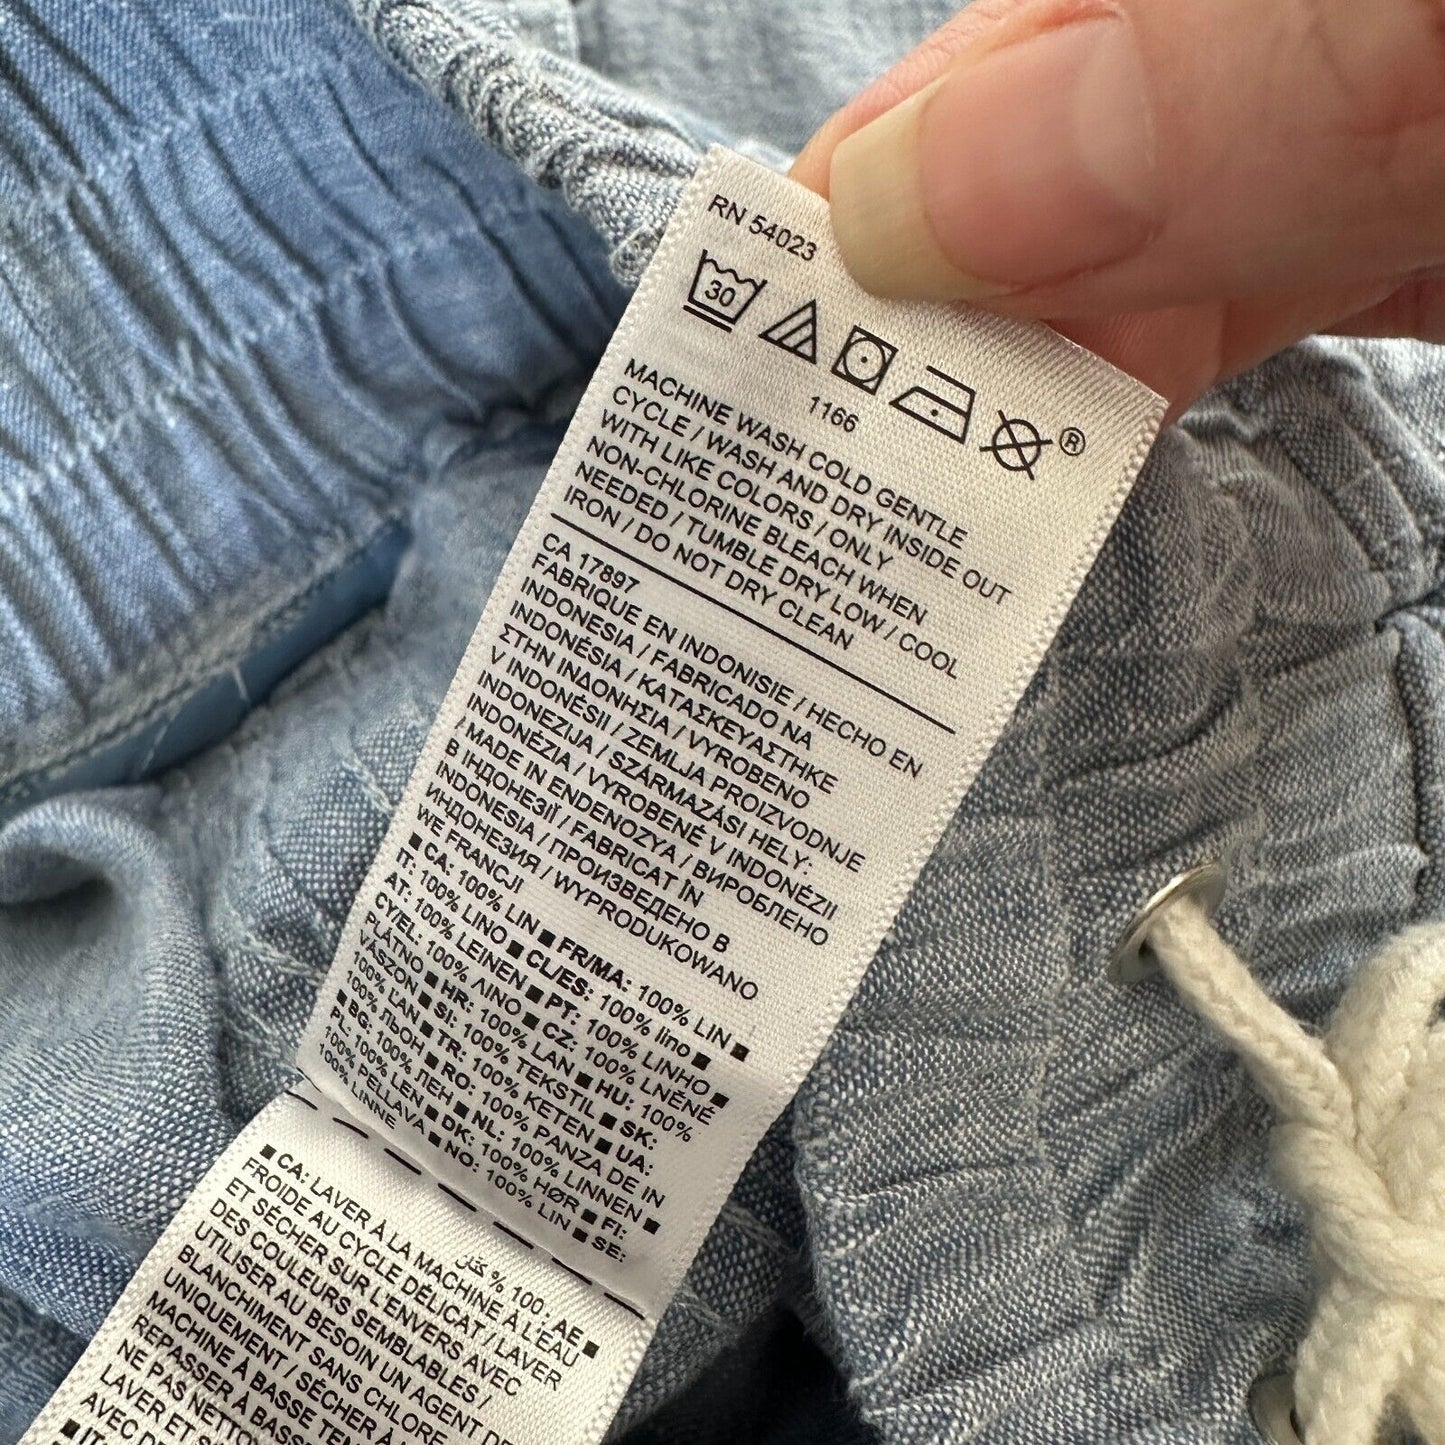 RN 54023
30
®
1166
MACHINE WASH COLD GENTLE
CYCLE / WASH AND DRY INSIDE OUT
WITH LIKE COLORS / ONLY
NON-CHLORINE BLEACH WHEN
NEEDED / TUMBLE DRY LOW / COOL
IRON / DO NOT DRY CLEAN
CA 17897
FABRIQUE EN INDONISIE / HECHO EN
INDONESIA / FABRICADO NA
INDONÉSIA / ΚΑΤΑΣΚΕΥΑΣΤΗΚΕ
ΣΤΗΝ ΙΝΔΟΝΗΣΙΑ / VYROBENO
V INDONÉSII / ZEMLJA PROIZVODNJE
INDONEZIJA / SZÁRMAZÁSI HELY:
INDONÉZIA / VYROBENÉ V INDONÉZII
/ MADE IN ENDENOZYA / ВИРОБЛЕНО
В ІНДОНЕЗІЇ / FABRICAT ÎN
INDONESIA / ПРОИЗВЕДЕНО В
ИНДОНЕЗИЯ / WYPRODUKOWANO
WE FRANCJI
■ CA: 100% LIN ■ FR/MA: 100% LIN ■
IT: 100% LINO ■ CL/ES: 100% lino ■
AT: 100% LEINEN ■ PT: 100% LINHO ■
CY/EL: 100% ΛΙΝΟ ■ CZ: 100% LNĚNÉ
PLÁTNO ■ HR: 100% LAN ■ HU: 100%
VÁSZON ■ SI: 100% TEKSTIL ■ SK:
100% ĽAN ■ TR: 100% KETEN ■ UA:
100% ЛЬОН ■ RO: 100% PANZA DE IN
■ BG: 100% ЛЕН ■ NL: 100% LINNEN ■
PL: 100% LEN ■ DK: 100% HØR ■ FI:
100% PELLAVA ■ NO: 100% LIN ■ SE:
100% LINNE
■ AE :100 % كتان
■ CA: LAVER À LA MACHINE À L'EAU
FROIDE AU CYCLE DÉLICAT / LAVER
ET SÉCHER SUR L'ENVERS AVEC
DES COULEURS SEMBLABLES /
UTILISER AU BESOIN UN AGENT DE
BLANCHIMENT SANS CHLORE
UNIQUEMENT / SÉCHER À
MACHINE À BASSE TEM
REPASSER À BAS
NE PAS NETTO
LAVER ET S
AVEC DE
■ IT